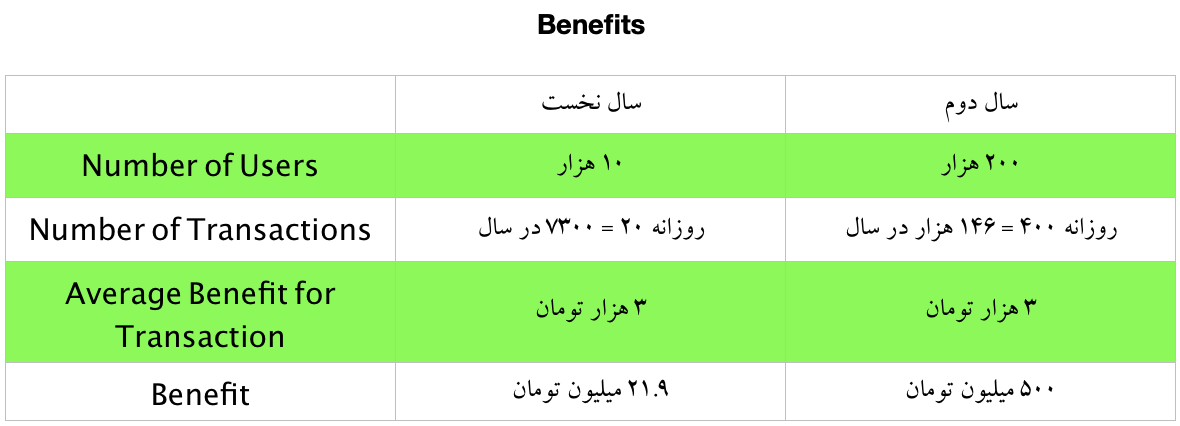 Benefits
سال نخست
سال دوم
Number of Users
۱۰ هزار
۲۰۰ هزار
Number of Transactions
روزانه ۲۰ = ۷۳۰۰ در سال
روزانه ۴۰۰ = ۱۴۶ هزار در سال
Average Benefit for
Transaction
۳ هزار تومان
۳ هزار تومان
Benefit
۲۱.۹ میلیون تومان
۵۰۰ میلیون تومان